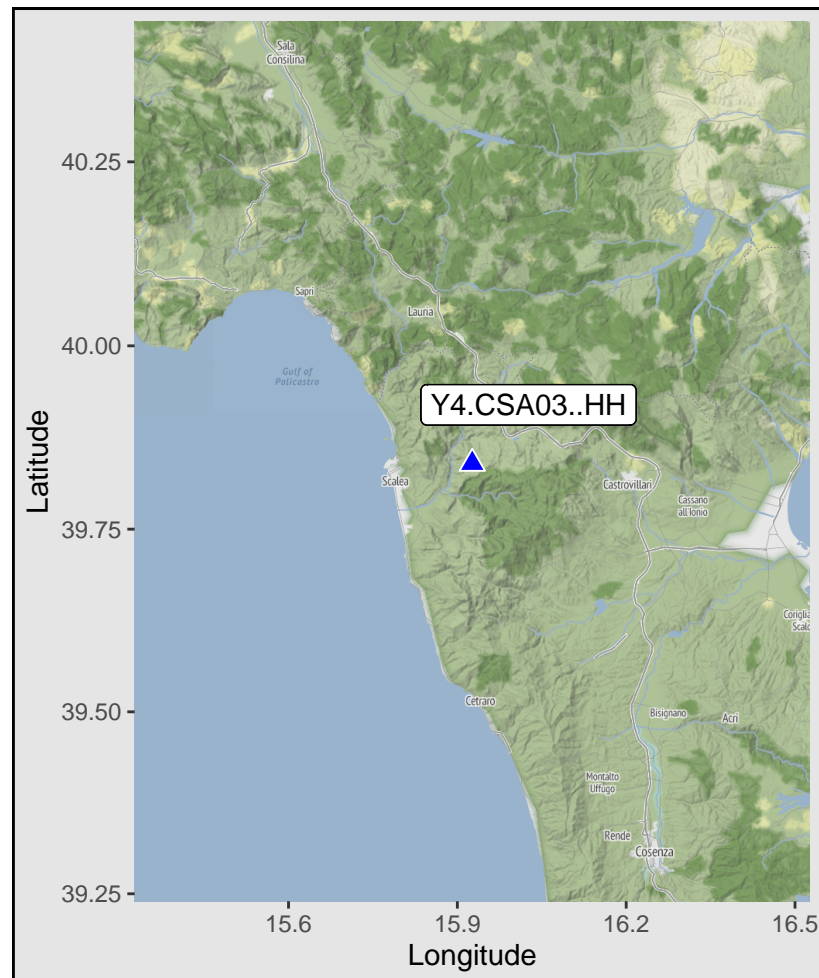 Sala
Consilina
40.25
Sapri
Lauria
40.00
Gulf of
Policastro
Y4.CSA03..HH
Latitude
Scalea
Castrovillari
Cassano
all'Ionio
39.75
Scalo
39.50
Cetraro
Bisignano
Acri
Montalto
Uffugo
Rende
Cosenza
39.25
15.6
15.9
16.2
16.5
Longitude